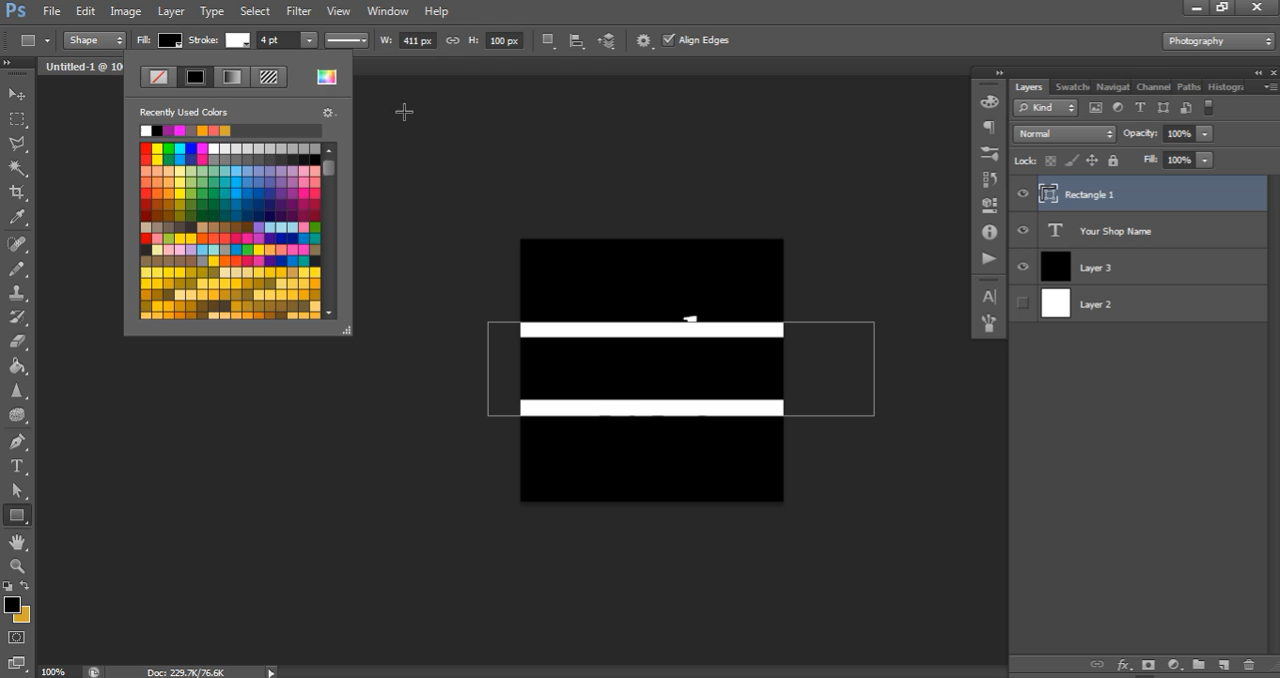 Ps File Edit Image Layer Type Select Filter View Window Help
Shape Fill: Stroke: 4 pt W: 411 px H: 100 px Align Edges Photography
Untitled-1 @ 10
Recently Used Colors
Layers Swatch Navigat Channel Paths Histogr
Kind T
Normal Opacity: 100%
Lock: Fill: 100%
Rectangle 1
T Your Shop Name
Layer 3
Layer 2
A
T
fx
100% Doc: 229.7K/76.6K